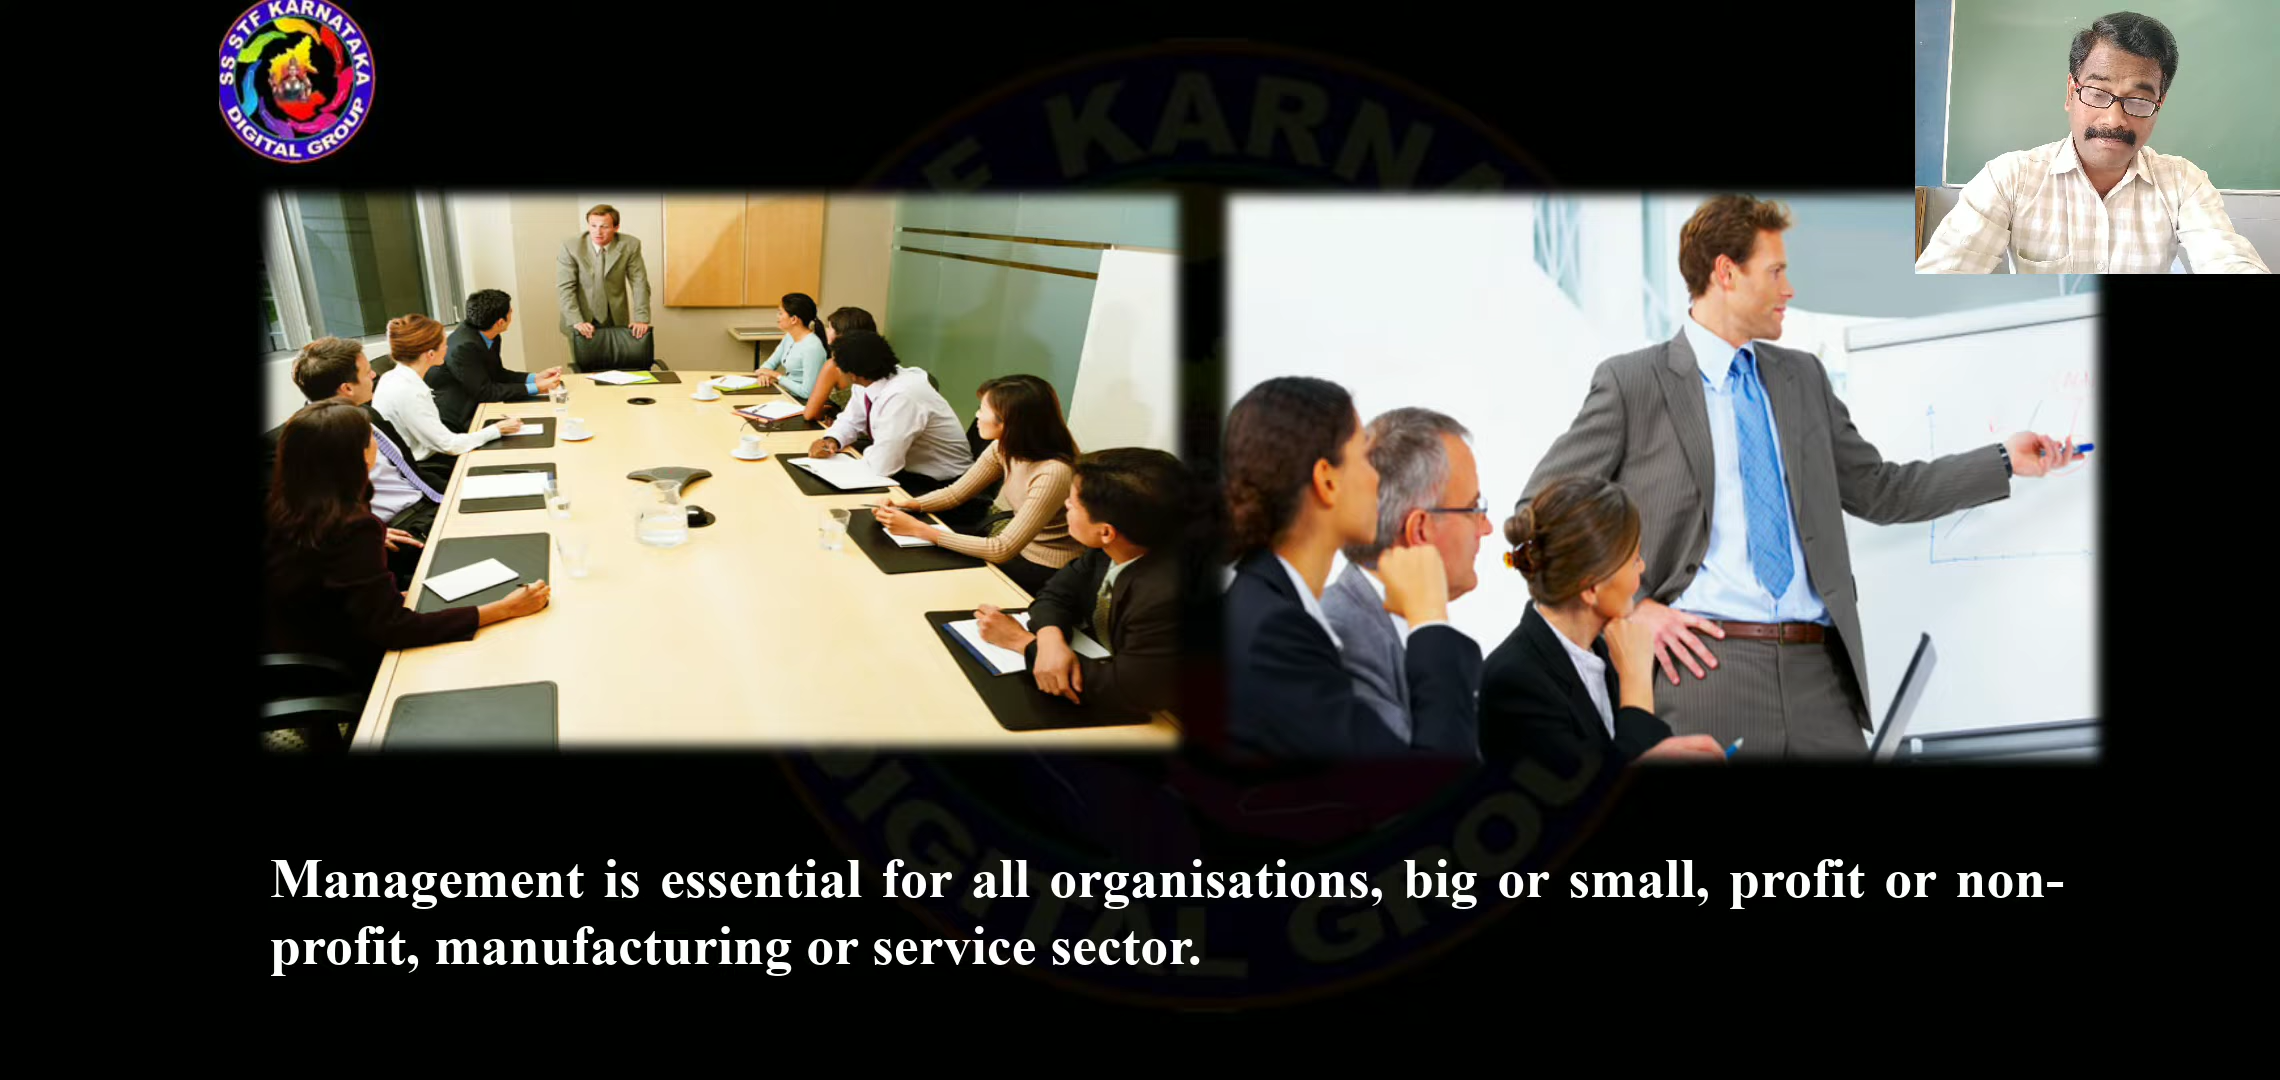 SS STF KARNATAKA
DIGITAL GROUP
Management is essential for all organisations, big or small, profit or non-
profit, manufacturing or service sector.